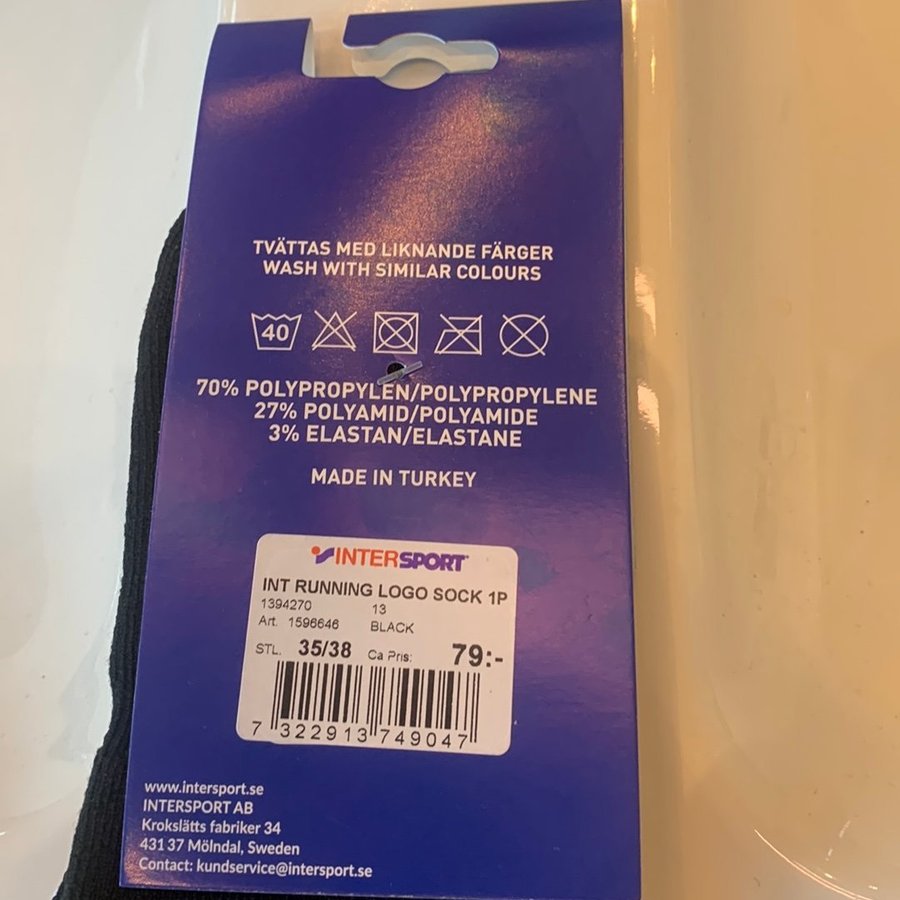 TVÄTTAS MED LIKNANDE FÄRGER
WASH WITH SIMILAR COLOURS
40
70% POLYPROPYLEN/POLYPROPYLENE
27% POLYAMID/POLYAMIDE
3% ELASTAN/ELASTANE
MADE IN TURKEY
INTERSPORT
INT RUNNING LOGO SOCK 1P
1394270 13
Art. 1596646 BLACK
STL. 35/38 Ca Pris: 79:-
7 322913 749047
www.intersport.se
INTERSPORT AB
Krokslätts fabriker 34
431 37 Mölndal, Sweden
Contact: kundservice@intersport.se